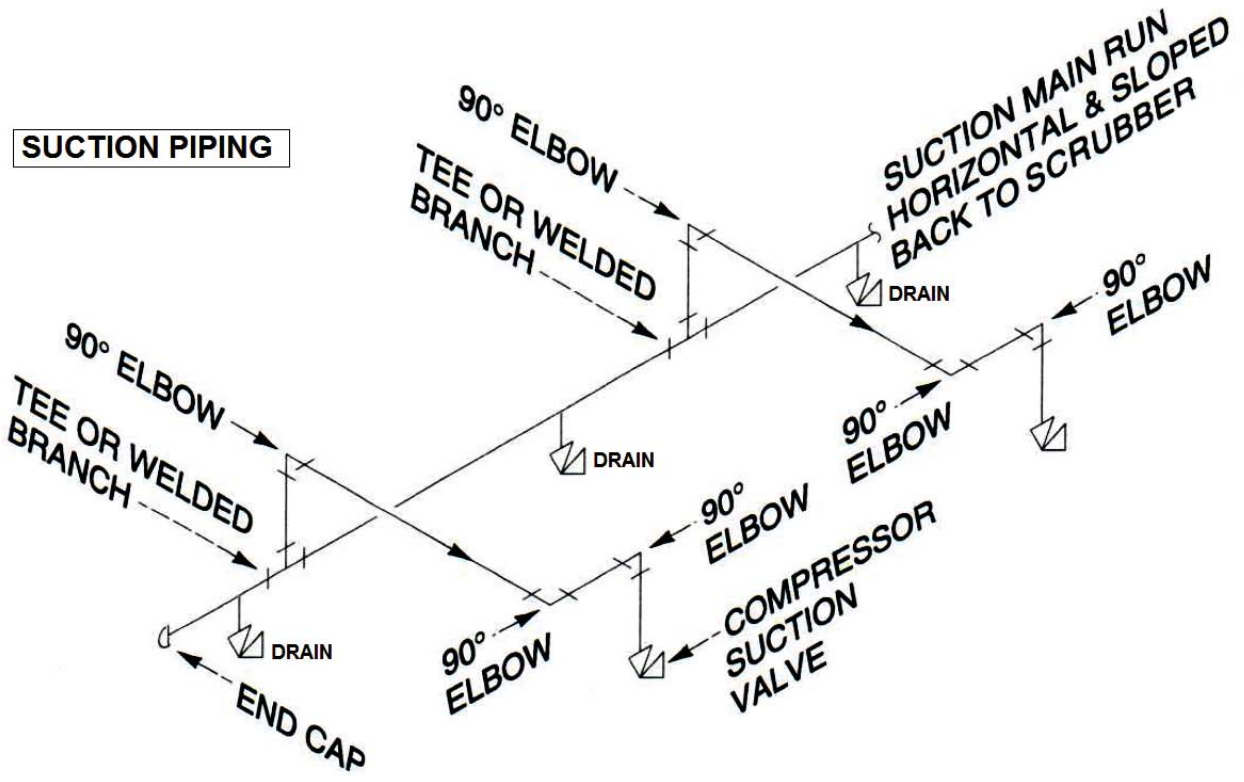 SUCTION PIPING
90° ELBOW
TEE OR WELDED
BRANCH
SUCTION MAIN RUN
HORIZONTAL & SLOPED
BACK TO SCRUBBER
DRAIN
90°
ELBOW
90° ELBOW
TEE OR WELDED
BRANCH
DRAIN
90°
ELBOW
90°
ELBOW
COMPRESSOR
SUCTION
VALVE
DRAIN
90°
ELBOW
END CAP